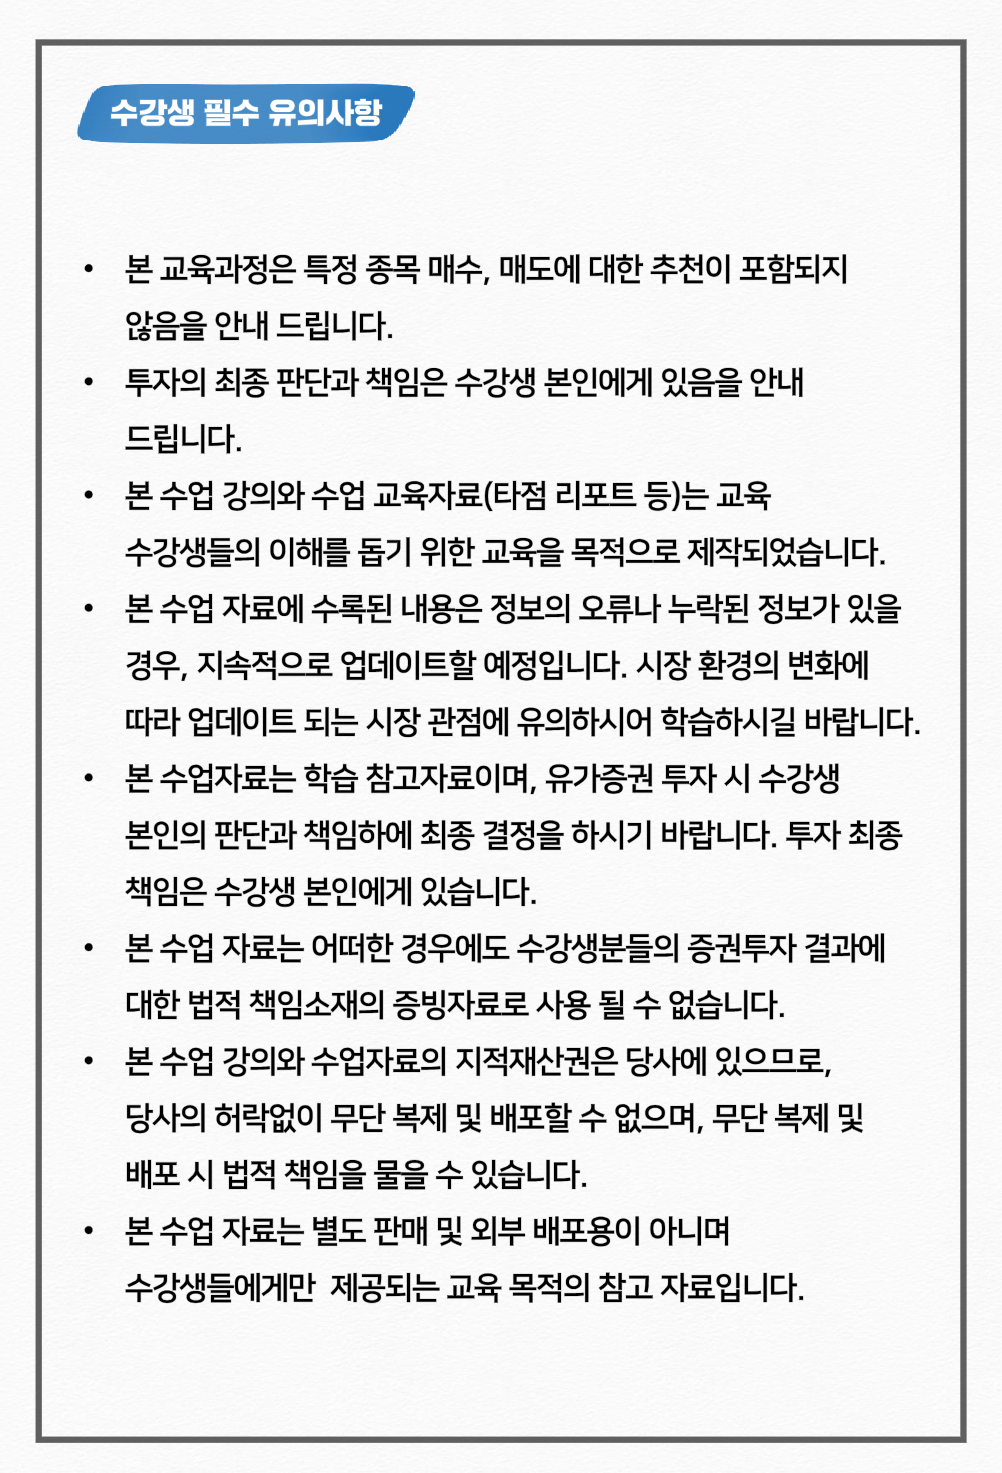 수강생 필수 유의사항
• 본 교육과정은 특정 종목 매수, 매도에 대한 추천이 포함되지
않음을 안내 드립니다.
• 투자의 최종 판단과 책임은 수강생 본인에게 있음을 안내
드립니다.
• 본 수업 강의와 수업 교육자료(타점 리포트 등)는 교육
수강생들의 이해를 돕기 위한 교육을 목적으로 제작되었습니다.
• 본 수업 자료에 수록된 내용은 정보의 오류나 누락된 정보가 있을
경우, 지속적으로 업데이트할 예정입니다. 시장 환경의 변화에
따라 업데이트 되는 시장 관점에 유의하시어 학습하시길 바랍니다.
• 본 수업자료는 학습 참고자료이며, 유가증권 투자 시 수강생
본인의 판단과 책임하에 최종 결정을 하시기 바랍니다. 투자 최종
책임은 수강생 본인에게 있습니다.
• 본 수업 자료는 어떠한 경우에도 수강생분들의 증권투자 결과에
대한 법적 책임소재의 증빙자료로 사용 될 수 없습니다.
• 본 수업 강의와 수업자료의 지적재산권은 당사에 있으므로,
당사의 허락없이 무단 복제 및 배포할 수 없으며, 무단 복제 및
배포 시 법적 책임을 물을 수 있습니다.
• 본 수업 자료는 별도 판매 및 외부 배포용이 아니며
수강생들에게만  제공되는 교육 목적의 참고 자료입니다.